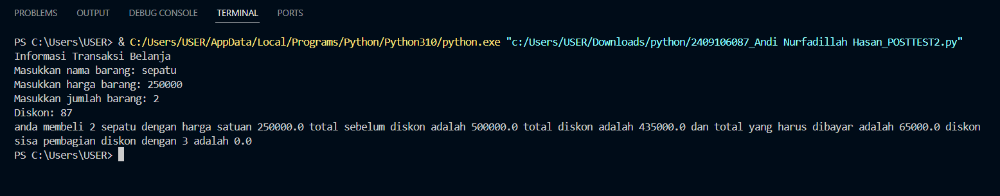 PROBLEMS OUTPUT DEBUG CONSOLE TERMINAL PORTS
PS C:\Users\USER> & C:/Users/USER/AppData/Local/Programs/Python/Python310/python.exe "c:/Users/USER/Downloads/python/2409106087_Andi Nurfadillah Hasan_POSTTEST2.py"
Informasi Transaksi Belanja
Masukkan nama barang: sepatu
Masukkan harga barang: 250000
Masukkan jumlah barang: 2
Diskon: 87
anda membeli 2 sepatu dengan harga satuan 250000.0 total sebelum diskon adalah 500000.0 total diskon adalah 435000.0 dan total yang harus dibayar adalah 65000.0 diskon
sisa pembagian diskon dengan 3 adalah 0.0
PS C:\Users\USER>